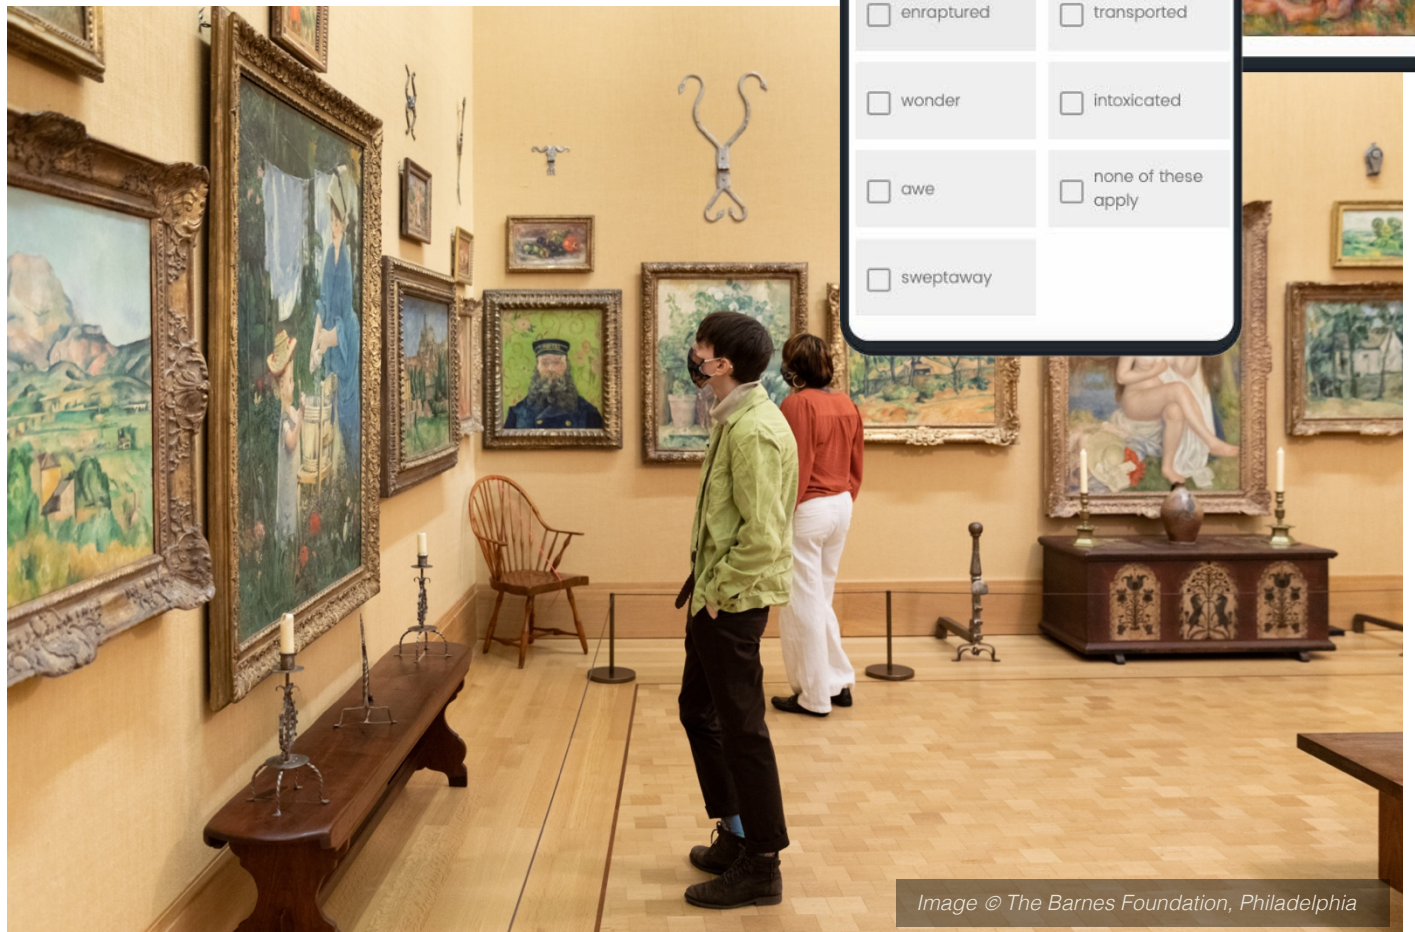 enraptured
transported
wonder
intoxicated
awe
none of these
apply
sweptaway
Image © The Barnes Foundation, Philadelphia